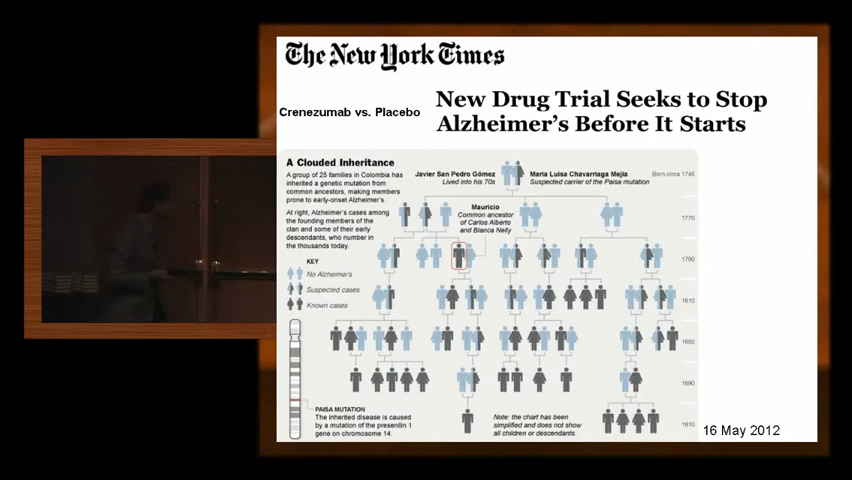 The New York Times
Crenezumab vs. Placebo
New Drug Trial Seeks to Stop
Alzheimer's Before It Starts
A Clouded Inheritance
A group of 25 families in Colombia has
inherited a genetic mutation from
common ancestors, making members
prone to early-onset Alzheimer's.
At right, Alzheimer's cases among
the founding members of the
clan and some of their early
descendants, who number in
the thousands today.
KEY
No Alzheimer's
Suspected cases
Known cases
Javier San Pedro Gómez
Lived into his 70s
María Luisa Chavarriaga Mejía
Suspected carrier of the Paisa mutation
Born circa 1745
Mauricio
Common ancestor
of Carlos Alberto
and Blanca Nelly
1770
1790
1810
1850
1890
1910
PAISA MUTATION
The inherited disease is caused
by a mutation of the presenilin 1
gene on chromosome 14.
Note: the chart has been
simplified and does not show
all children or descendants.
16 May 2012